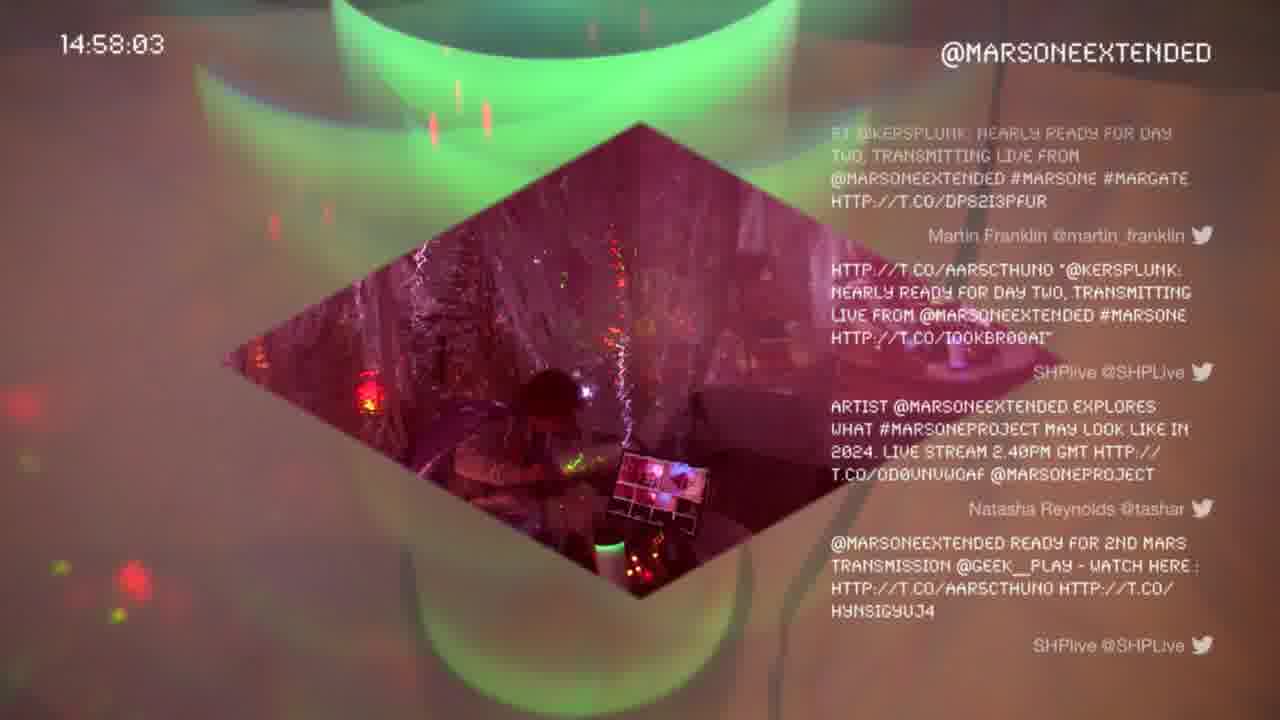 14:58:03
@MARSONEEXTENDED
RT @KERSPLUNK: NEARLY READY FOR DAY
TWO, TRANSMITTING LIVE FROM
@MARSONEEXTENDED #MARSONE #MARGATE
HTTP://T.CO/DPS2I3PFUR
Martin Franklin @martin_franklin
HTTP://T.CO/AAR5CTHUNO "@KERSPLUNK:
NEARLY READY FOR DAY TWO, TRANSMITTING
LIVE FROM @MARSONEEXTENDED #MARSONE
HTTP://T.CO/IOOKBR00AI"
SHPlive @SHPLive
ARTIST @MARSONEEXTENDED EXPLORES
WHAT #MARSONEPROJECT MAY LOOK LIKE IN
2024. LIVE STREAM 2.40PM GMT HTTP://
T.CO/OD0VNVWOAF @MARSONEPROJECT
Natasha Reynolds @tashar
@MARSONEEXTENDED READY FOR 2ND MARS
TRANSMISSION @GEEK__PLAY - WATCH HERE :
HTTP://T.CO/AAR5CTHUNO HTTP://T.CO/
HYNSIGYUJ4
SHPlive @SHPLive